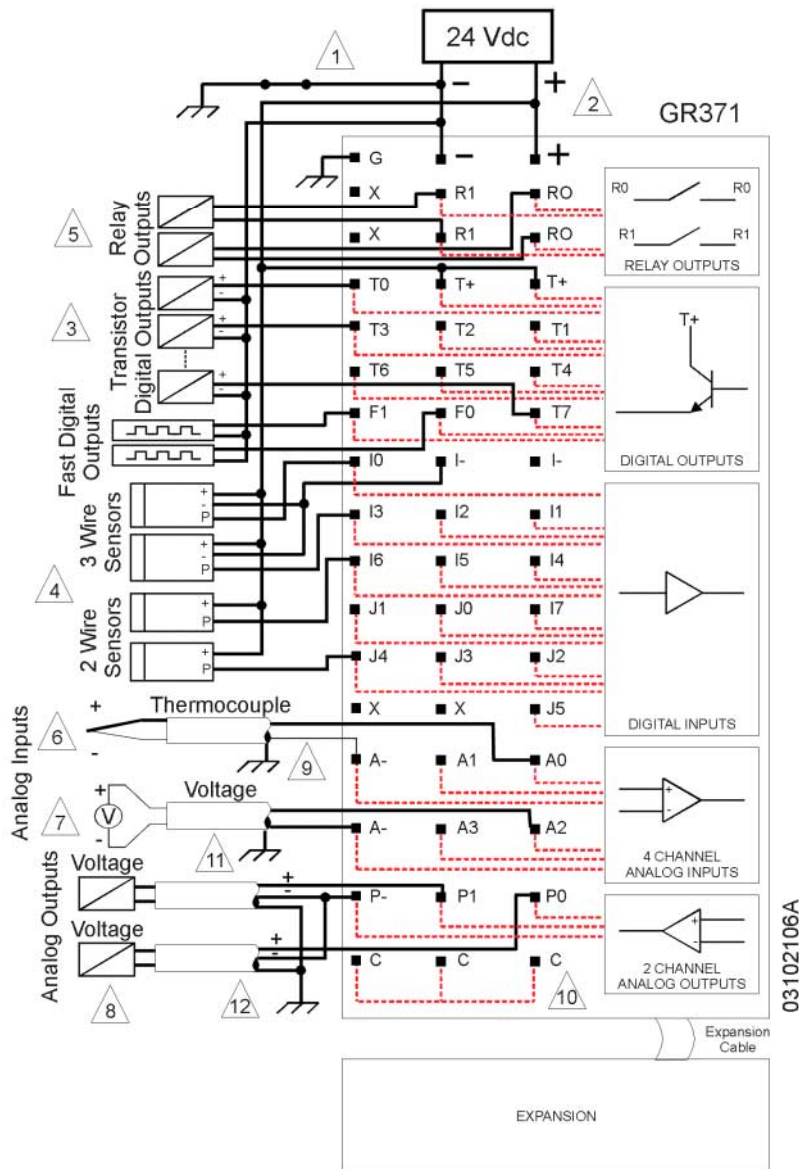 24 Vdc
1
-
+
2
GR371
G
-
+
X
R1
RO
R0
R0
5
Relay
Outputs
X
R1
RO
R1
R1
RELAY OUTPUTS
3
Transistor
Digital Outputs
+
-
T0
T+
T+
+
-
T3
T2
T1
T+
T6
T5
T4
+
-
F1
F0
T7
Fast Digital
Outputs
DIGITAL OUTPUTS
I0
I-
I-
4
3 Wire
Sensors
+
-
P
I3
I2
I1
+
-
P
I6
I5
I4
2 Wire
Sensors
+
P
J1
J0
I7
+
P
J4
J3
J2
X
X
J5
DIGITAL INPUTS
Analog Inputs
Thermocouple
+
-
6
9
A-
A1
A0
+
-
Voltage
+
V
-
7
11
A-
A3
A2
4 CHANNEL
ANALOG INPUTS
Analog Outputs
Voltage
+
-
P-
P1
P0
+
-
Voltage
+
-
8
12
C
C
C
10
2 CHANNEL
ANALOG OUTPUTS
03102106A
Expansion
Cable
EXPANSION